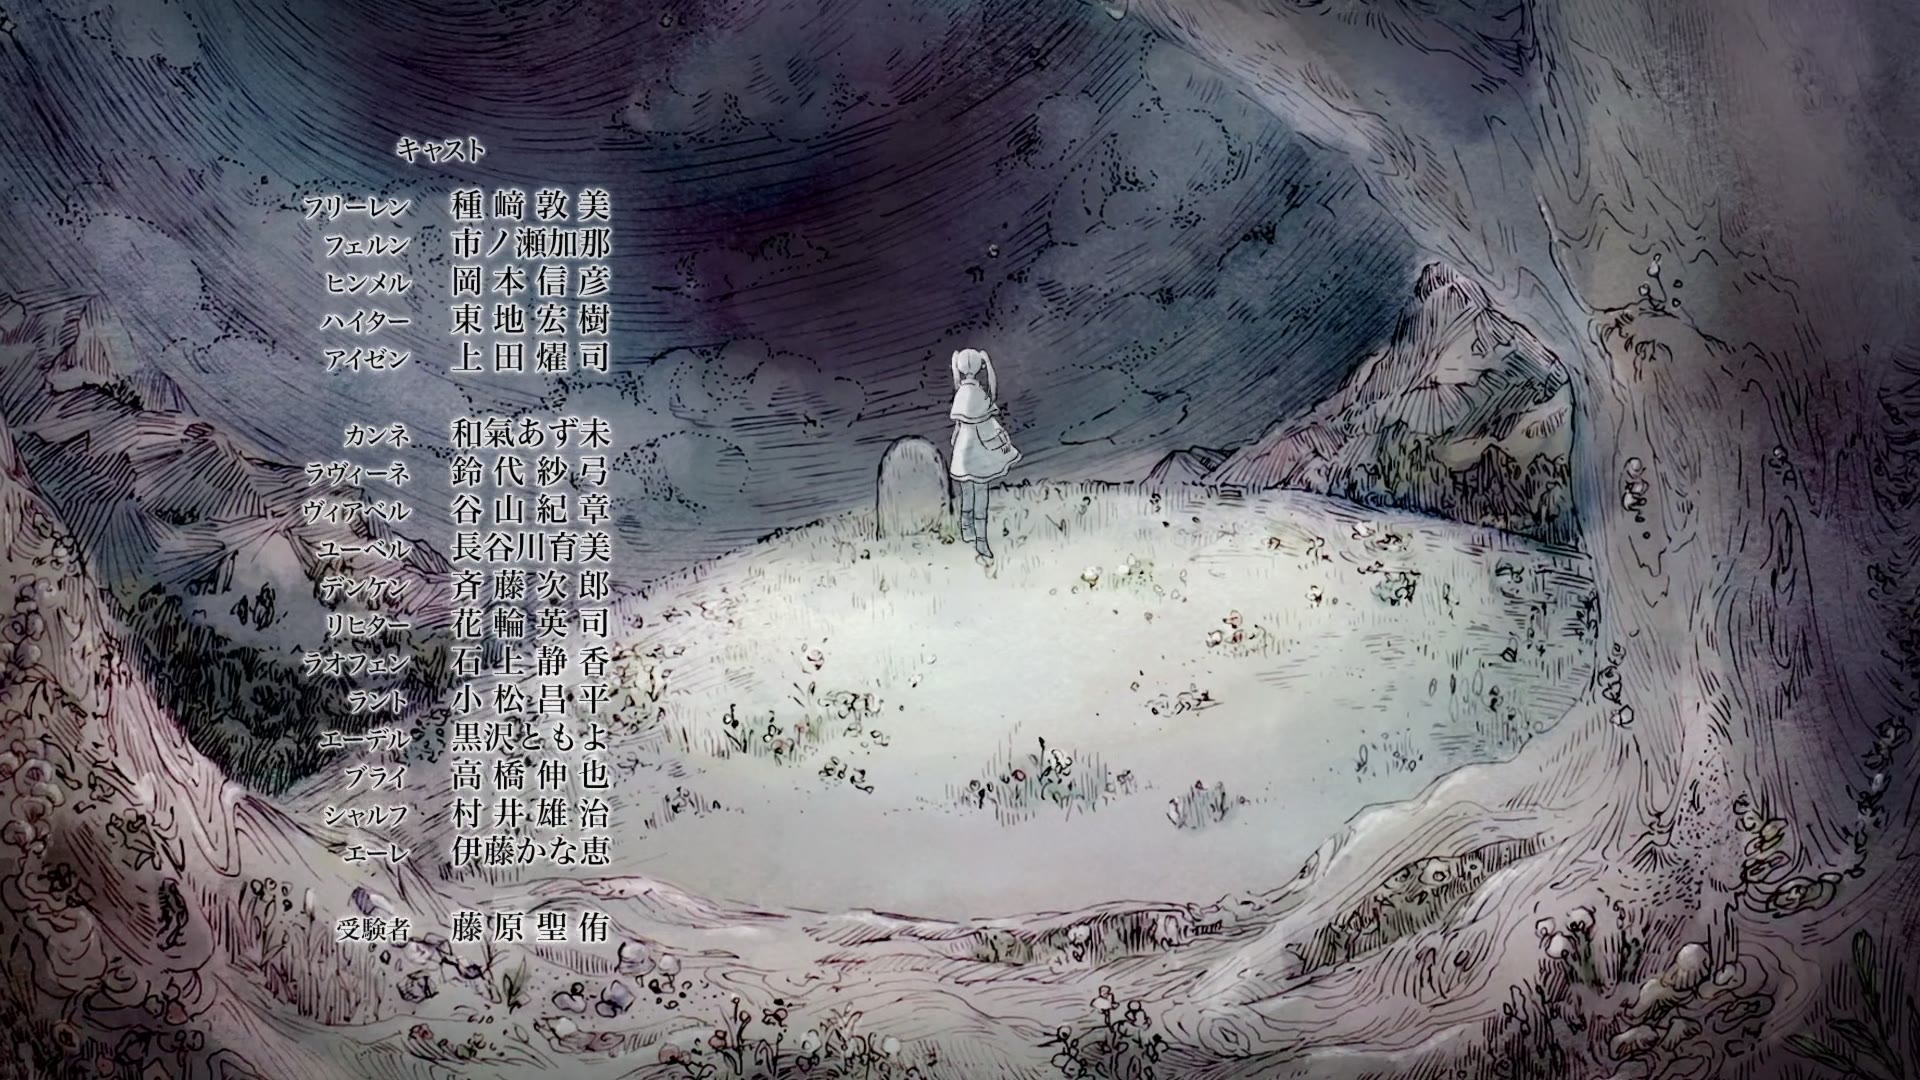 キャスト
フリーレン 種﨑敦美
フェルン 市ノ瀬加那
ヒンメル 岡本信彦
ハイター 東地宏樹
アイゼン 上田燿司
カンネ 和氣あず未
ラヴィーネ 鈴代紗弓
ヴィアベル 谷山紀章
ユーベル 長谷川育美
デンケン 斉藤次郎
リヒター 花輪英司
ラオフェン 石上静香
ラント 小松昌平
エーデル 黒沢ともよ
ブライ 高橋伸也
シャルフ 村井雄治
エーレ 伊藤かな恵
受験者 藤原聖侑